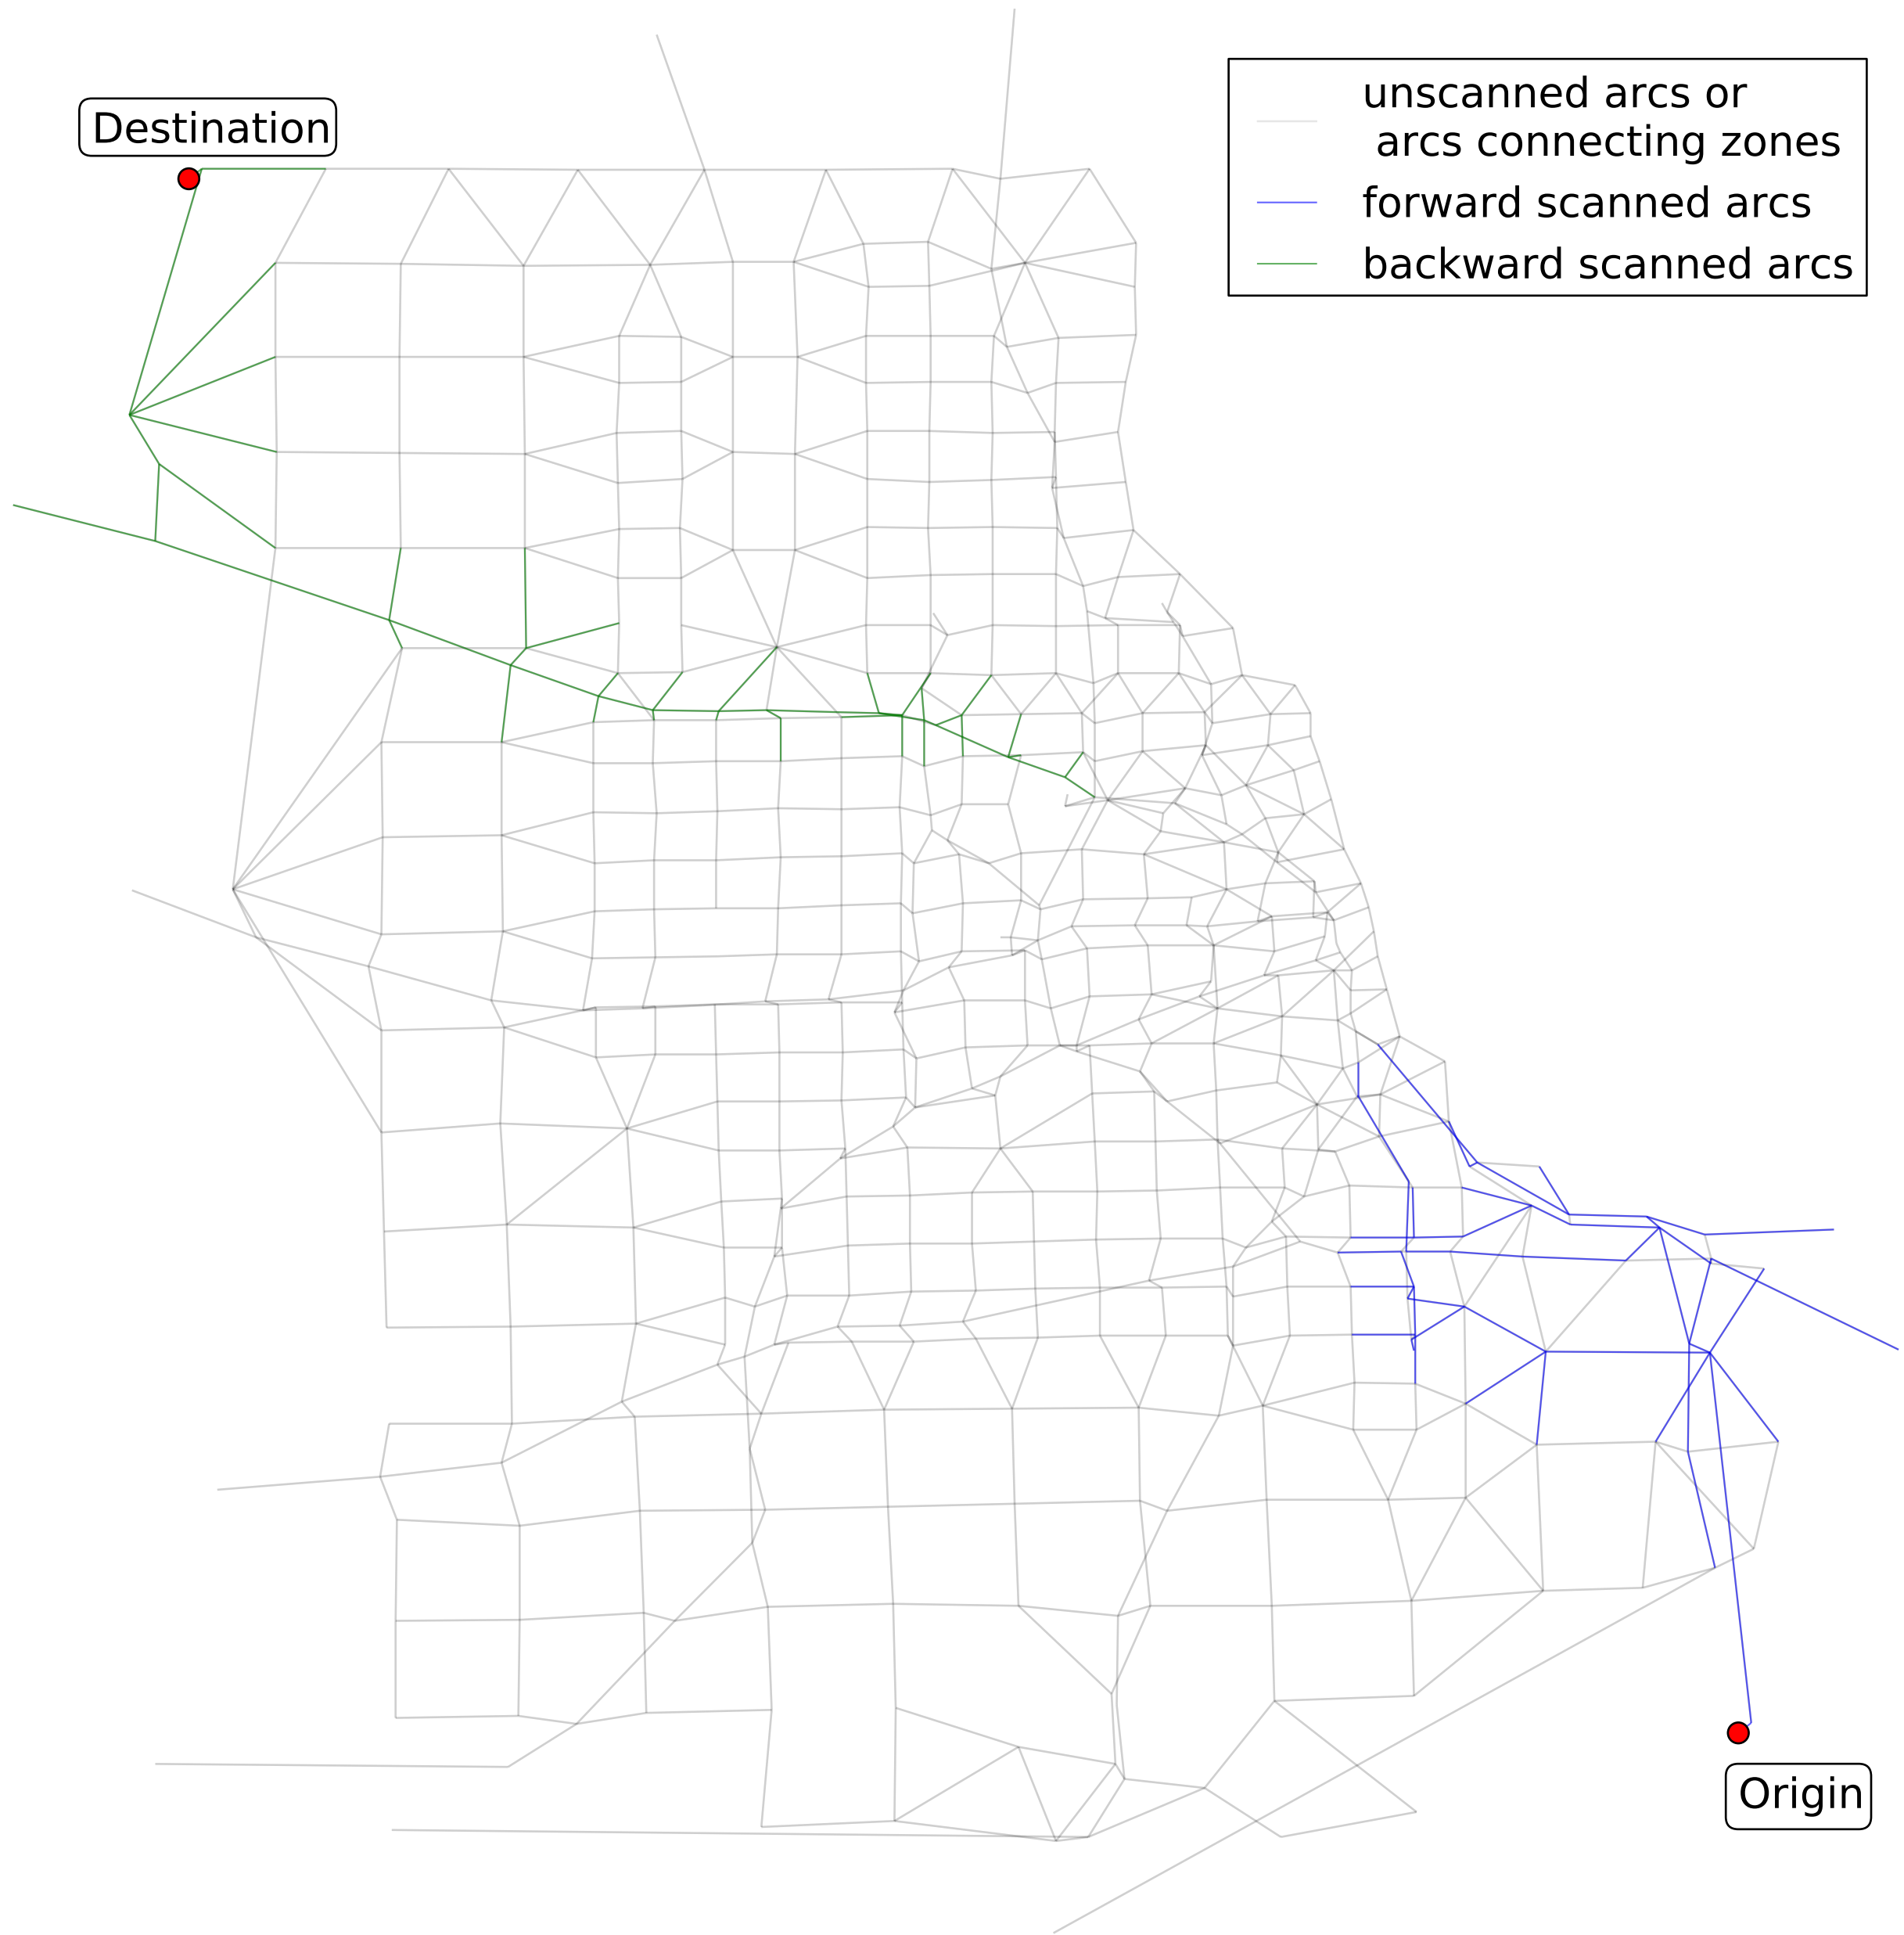 Destination
unscanned arcs or
arcs connecting zones
forward scanned arcs
backward scanned arcs
Origin